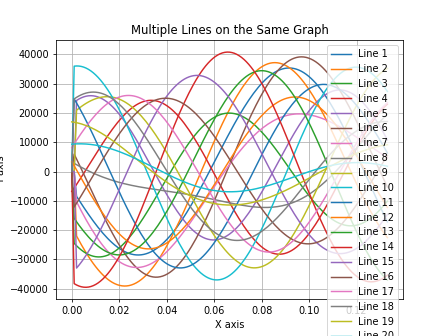 Multiple Lines on the Same Graph
40000
30000
20000
10000
0
−10000
−20000
−30000
−40000
0.00
0.02
0.04
0.06
0.08
0.10
X axis
Line 1
Line 2
Line 3
Line 4
Line 5
Line 6
Line 7
Line 8
Line 9
Line 10
Line 11
Line 12
Line 13
Line 14
Line 15
Line 16
Line 17
Line 18
Line 19
Line 20